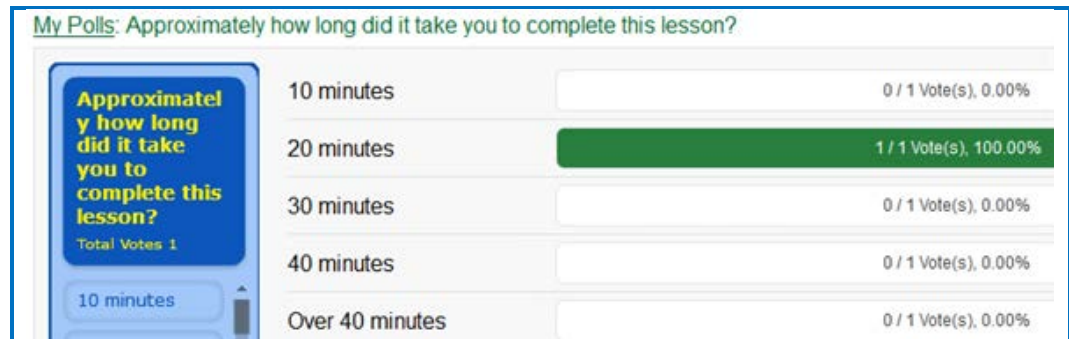 My Polls: Approximately how long did it take you to complete this lesson?
Approximatel
y how long
did it take
you to
complete this
lesson?
Total Votes 1
10 minutes
10 minutes 0 / 1 Vote(s), 0.00%
20 minutes 1 / 1 Vote(s), 100.00%
30 minutes 0 / 1 Vote(s), 0.00%
40 minutes 0 / 1 Vote(s), 0.00%
Over 40 minutes 0 / 1 Vote(s), 0.00%